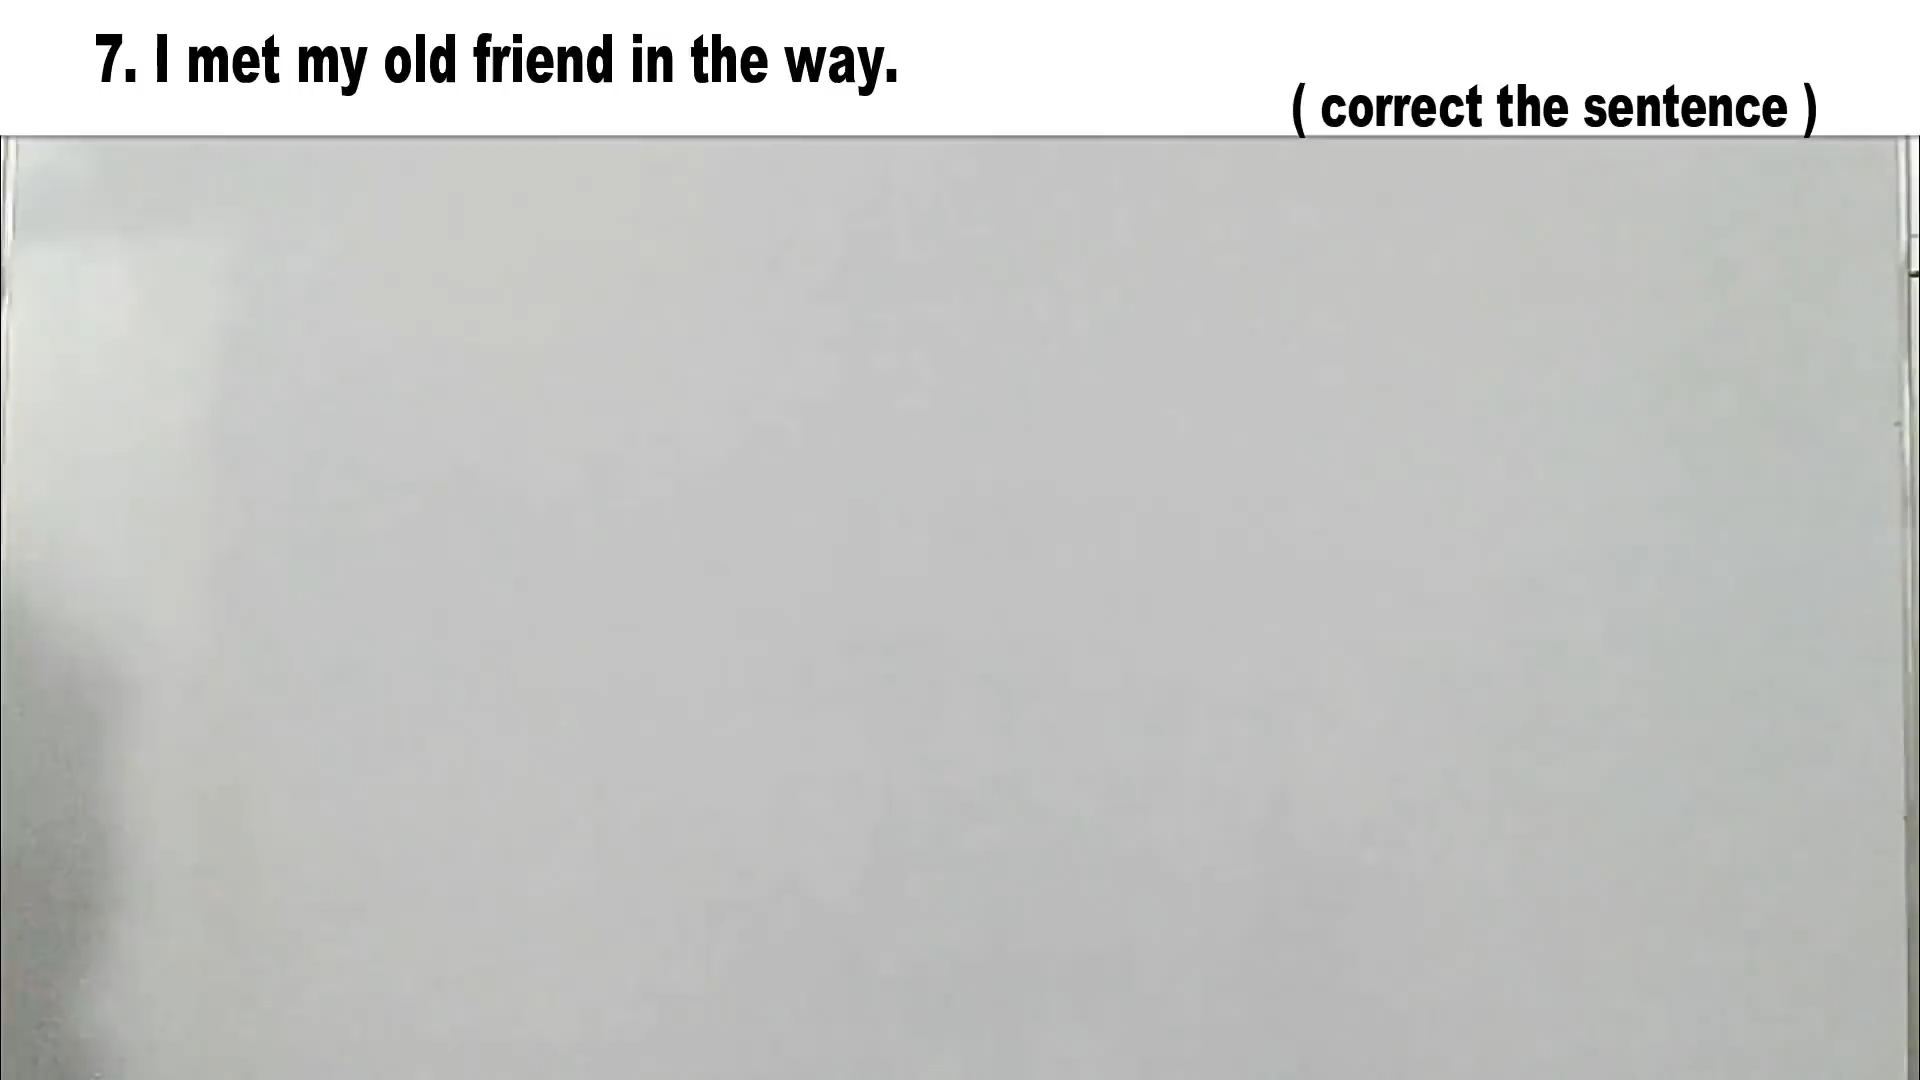 7. I met my old friend in the way.
( correct the sentence )